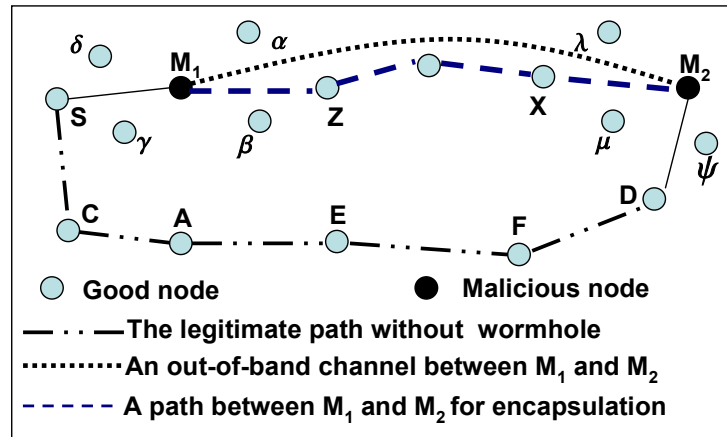 δ
α
λ
M₁
M₂
S
Z
X
γ
β
μ
ψ
D
C
A
E
F
Good node
Malicious node
The legitimate path without wormhole
An out-of-band channel between M₁ and M₂
A path between M₁ and M₂ for encapsulation